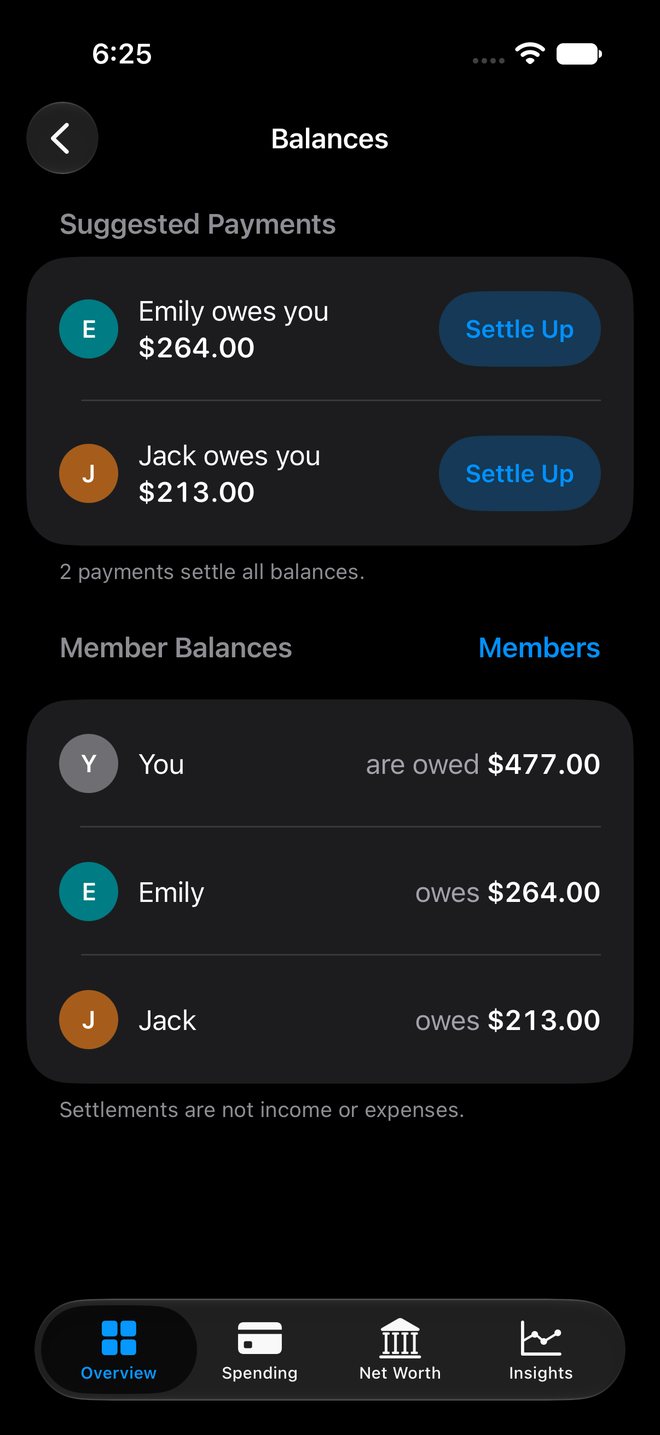 6:25
Balances
Suggested Payments
E
Emily owes you
$264.00
Settle Up
J
Jack owes you
$213.00
Settle Up
2 payments settle all balances.
Member Balances
Members
Y
You
are owed $477.00
E
Emily
owes $264.00
J
Jack
owes $213.00
Settlements are not income or expenses.
Overview
Spending
Net Worth
Insights